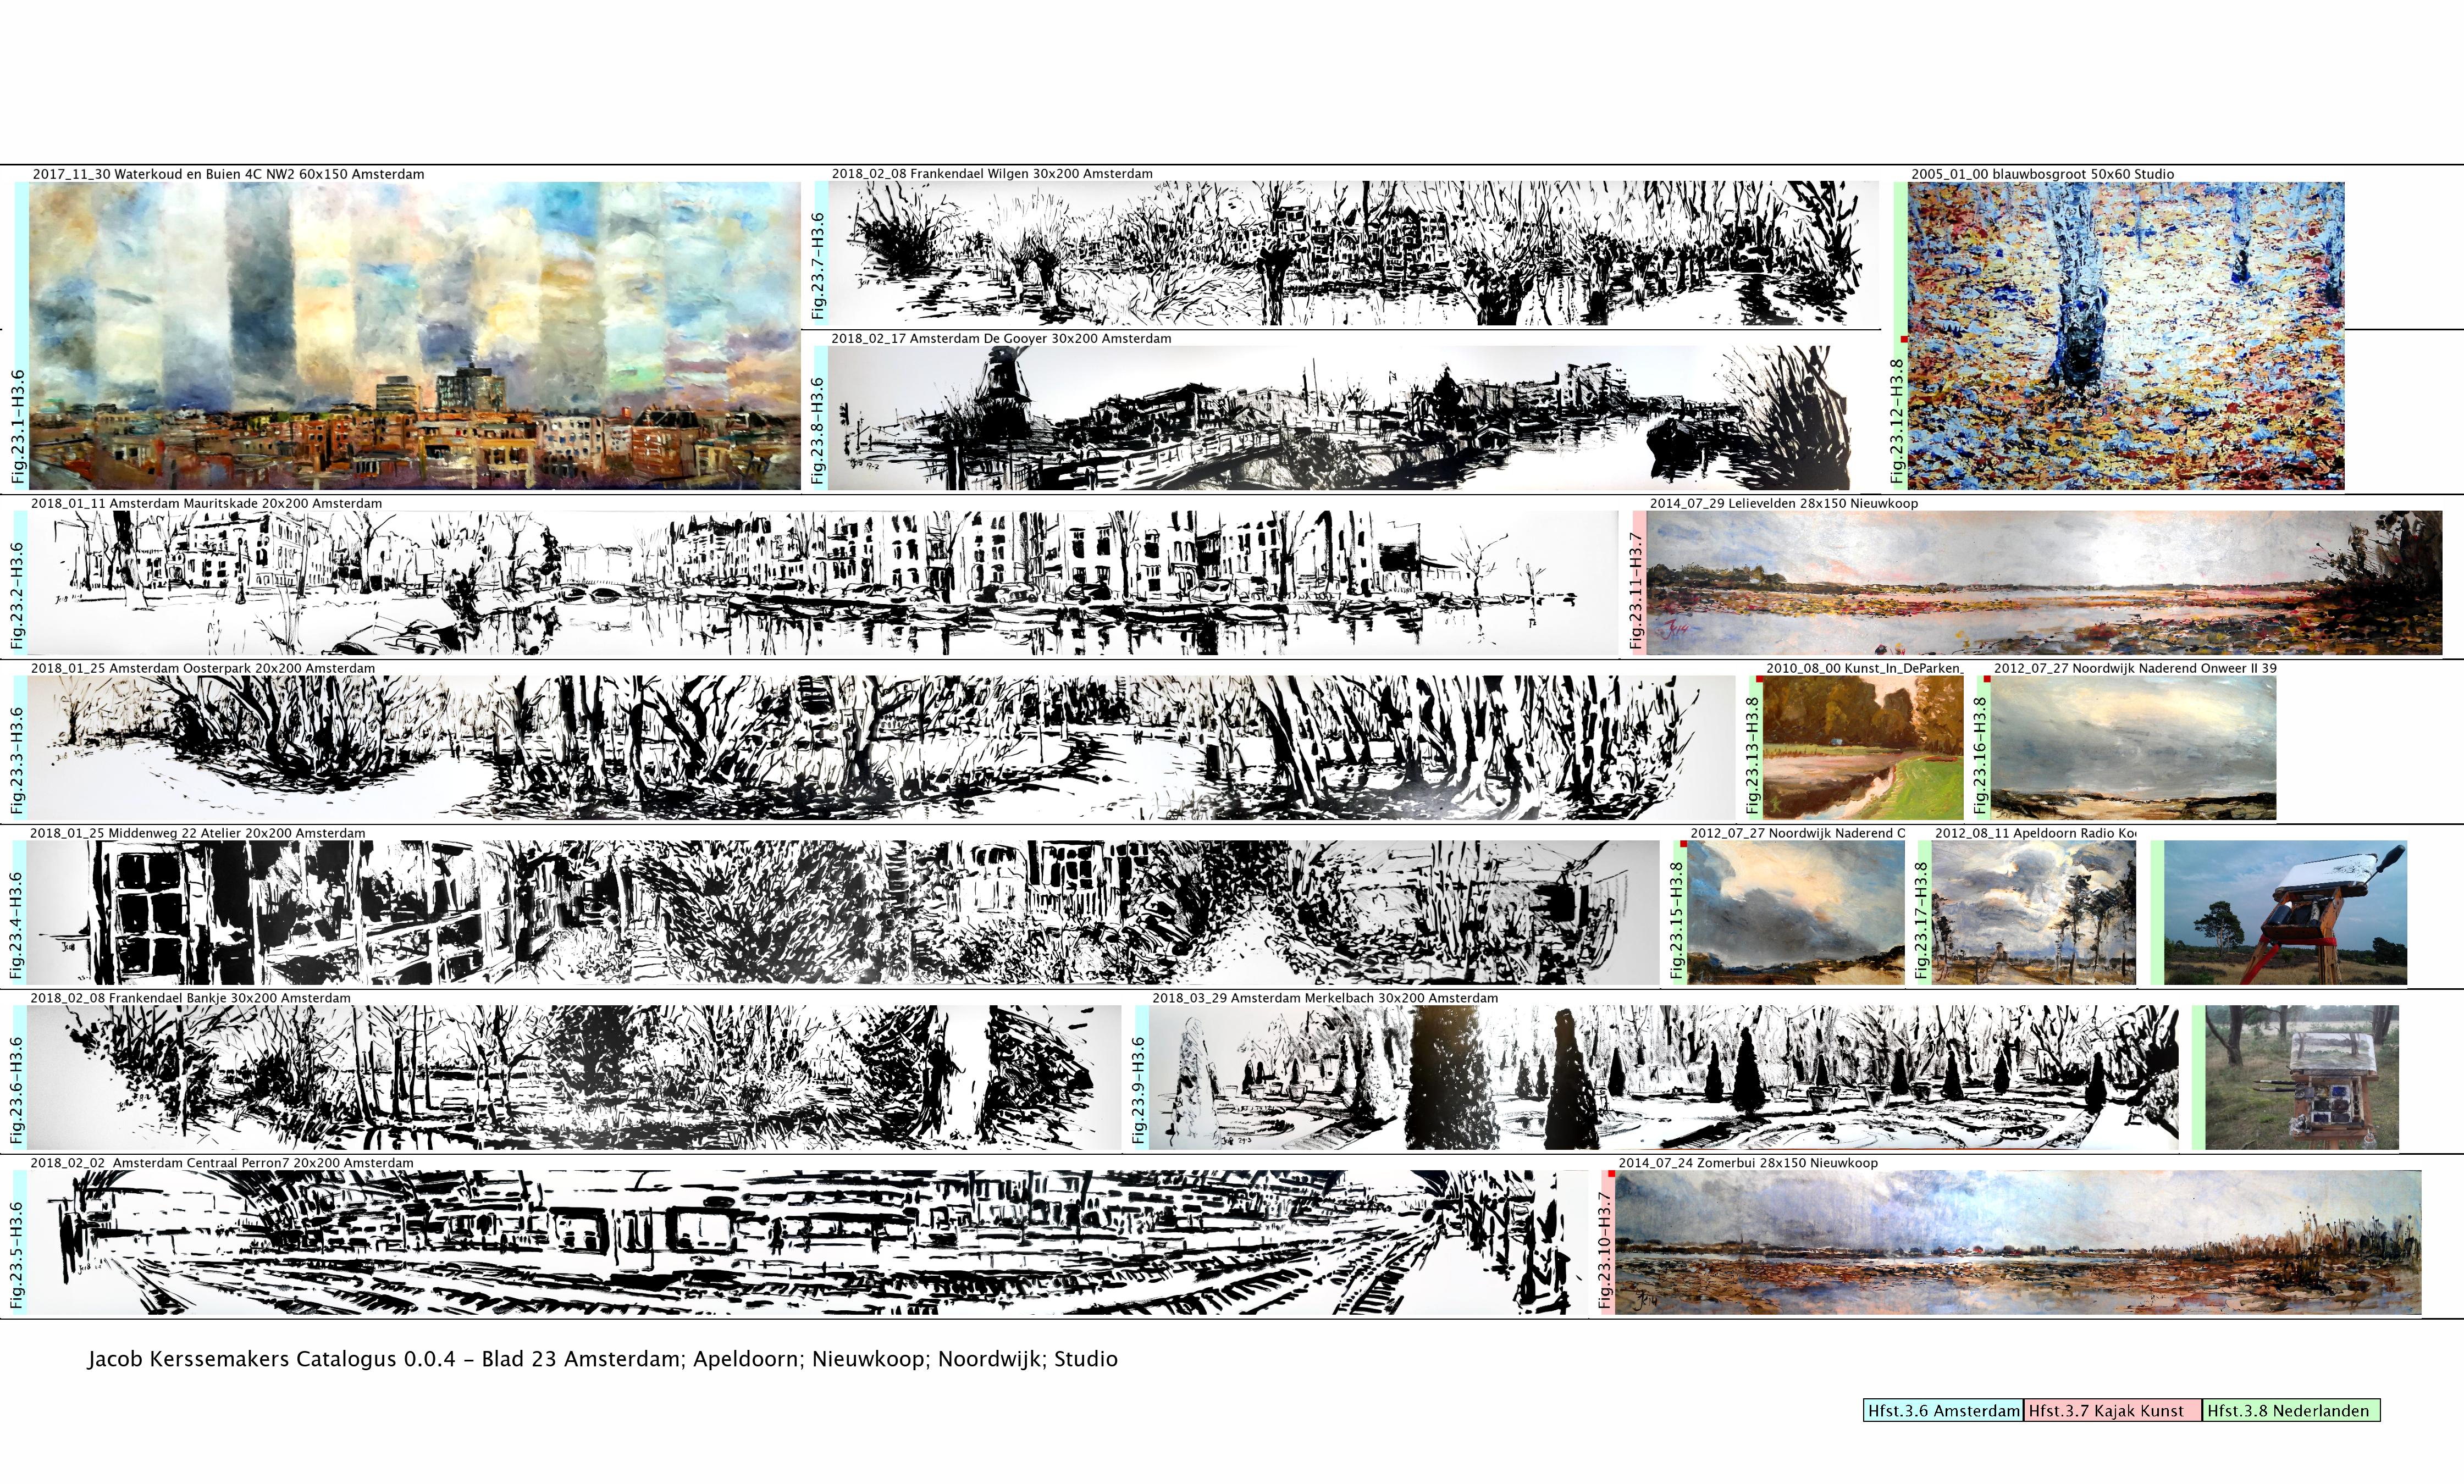 2017_11_30 Waterkoud en Buien 4C NW2 60x150 Amsterdam
Fig.23.1-H3.6
2018_02_08 Frankendael Wilgen 30x200 Amsterdam
Fig.23.7-H3.6
2018_02_17 Amsterdam De Gooyer 30x200 Amsterdam
Fig.23.8-H3.6
2005_01_00 blauwbosgroot 50x60 Studio
Fig.23.12-H3.8
2018_01_11 Amsterdam Mauritskade 20x200 Amsterdam
Fig.23.2-H3.6
2014_07_29 Lelievelden 28x150 Nieuwkoop
Fig.23.11-H3.7
2018_01_25 Amsterdam Oosterpark 20x200 Amsterdam
Fig.23.3-H3.6
2010_08_00 Kunst_In_DeParken_
Fig.23.13-H3.8
2012_07_27 Noordwijk Naderend Onweer II 39
Fig.23.16-H3.8
2018_01_25 Middenweg 22 Atelier 20x200 Amsterdam
Fig.23.4-H3.6
2012_07_27 Noordwijk Naderend O
Fig.23.15-H3.8
2012_08_11 Apeldoorn Radio Koo
Fig.23.17-H3.8
2018_02_08 Frankendael Bankje 30x200 Amsterdam
Fig.23.6-H3.6
2018_03_29 Amsterdam Merkelbach 30x200 Amsterdam
Fig.23.9-H3.6
2018_02_02 Amsterdam Centraal Perron7 20x200 Amsterdam
Fig.23.5-H3.6
2014_07_24 Zomerbui 28x150 Nieuwkoop
Fig.23.10-H3.7
Jacob Kerssemakers Catalogus 0.0.4 - Blad 23 Amsterdam; Apeldoorn; Nieuwkoop; Noordwijk; Studio
Hfst.3.6 Amsterdam
Hfst.3.7 Kajak Kunst
Hfst.3.8 Nederlanden